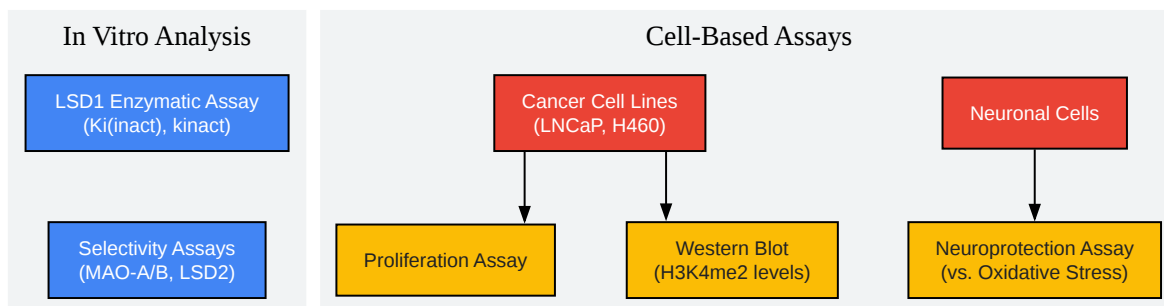 In Vitro Analysis
LSD1 Enzymatic Assay
(Ki(inact), kinact)
Selectivity Assays
(MAO-A/B, LSD2)
Cell-Based Assays
Cancer Cell Lines
(LNCaP, H460)
Neuronal Cells
Proliferation Assay
Western Blot
(H3K4me2 levels)
Neuroprotection Assay
(vs. Oxidative Stress)